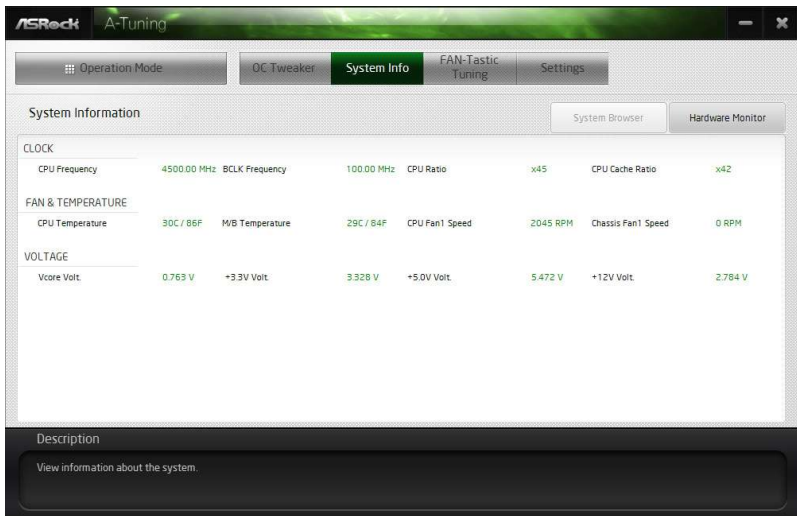 ASRock A-Tuning
Operation Mode OC Tweaker System Info FAN-Tastic Tuning Settings
System Information System Browser Hardware Monitor
CLOCK
CPU Frequency 4500.00 MHz BCLK Frequency 100.00 MHz CPU Ratio x45 CPU Cache Ratio x42
FAN & TEMPERATURE
CPU Temperature 30C / 86F M/B Temperature 29C / 84F CPU Fan1 Speed 2045 RPM Chassis Fan1 Speed 0 RPM
VOLTAGE
Vcore Volt. 0.763 V +3.3V Volt. 3.328 V +5.0V Volt. 5.472 V +12V Volt. 2.784 V
Description
View information about the system.